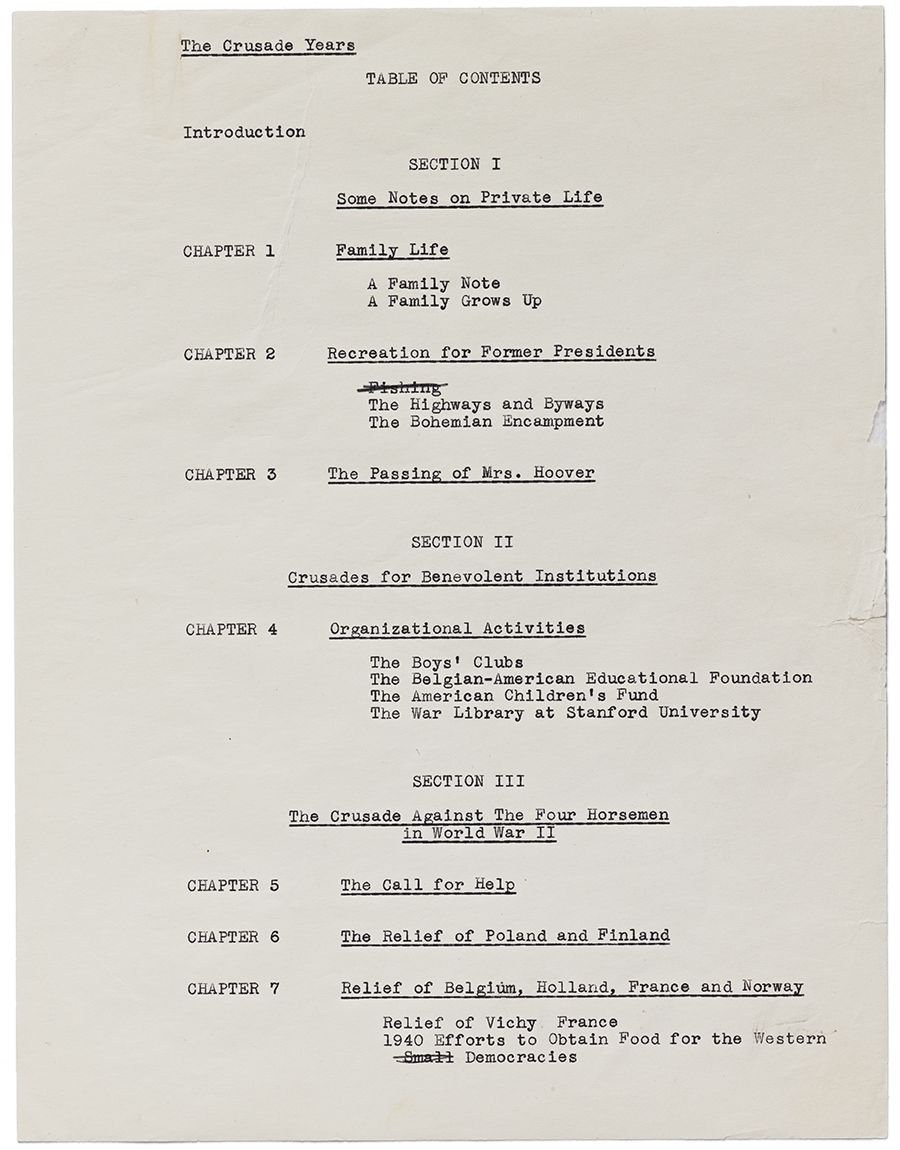 The Crusade Years
TABLE OF CONTENTS
Introduction
SECTION I
Some Notes on Private Life
CHAPTER 1 Family Life
A Family Note
A Family Grows Up
CHAPTER 2 Recreation for Former Presidents
Fishing
The Highways and Byways
The Bohemian Encampment
CHAPTER 3 The Passing of Mrs. Hoover
SECTION II
Crusades for Benevolent Institutions
CHAPTER 4 Organizational Activities
The Boys' Clubs
The Belgian-American Educational Foundation
The American Children's Fund
The War Library at Stanford University
SECTION III
The Crusade Against The Four Horsemen
in World War II
CHAPTER 5 The Call for Help
CHAPTER 6 The Relief of Poland and Finland
CHAPTER 7 Relief of Belgium, Holland, France and Norway
Relief of Vichy France
1940 Efforts to Obtain Food for the Western
Small Democracies